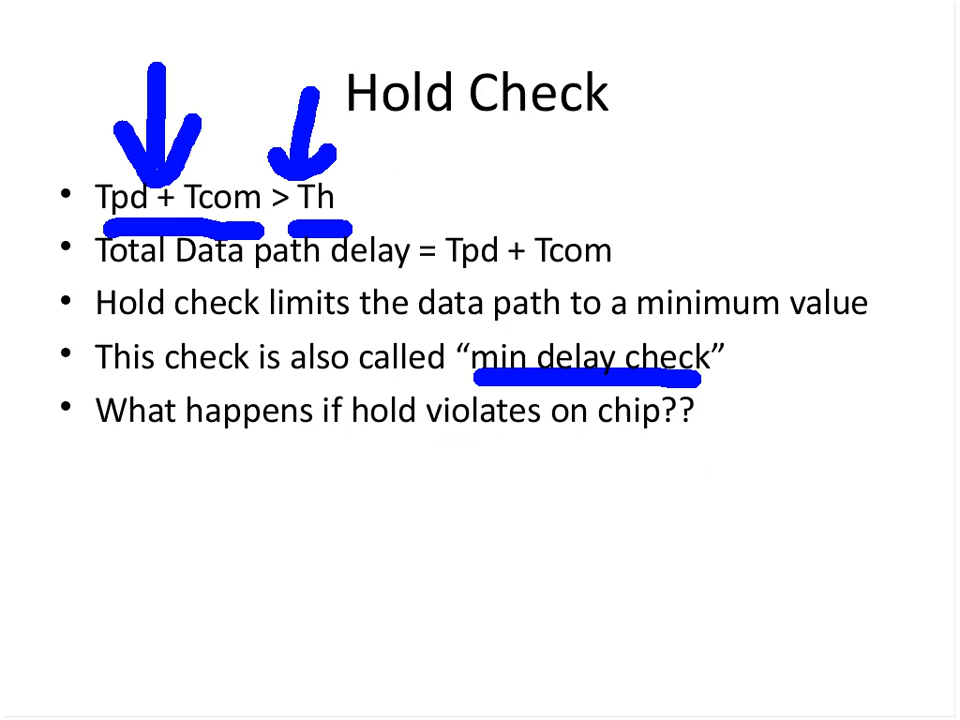 Hold Check
• Tpd + Tcom > Th
• Total Data path delay = Tpd + Tcom
• Hold check limits the data path to a minimum value
• This check is also called “min delay check”
• What happens if hold violates on chip??